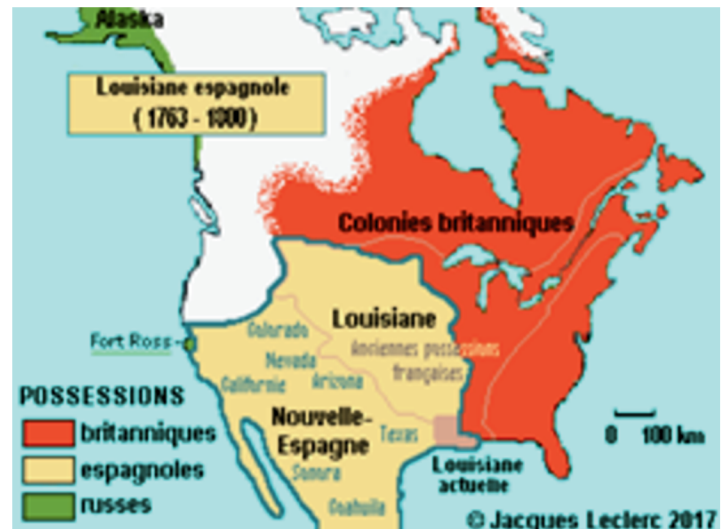 Alaska
Louisiane espagnole
( 1763 - 1800 )
Colonies britanniques
Louisiane
Anciennes possessions
françaises
Fort Ross
Colorado
Nevada
Californie
Arizona
Nouvelle-
Espagne
Texas
Sonora
Coahuila
Louisiane
actuelle
POSSESSIONS
britanniques
espagnoles
russes
0 100 km
© Jacques Leclerc 2017